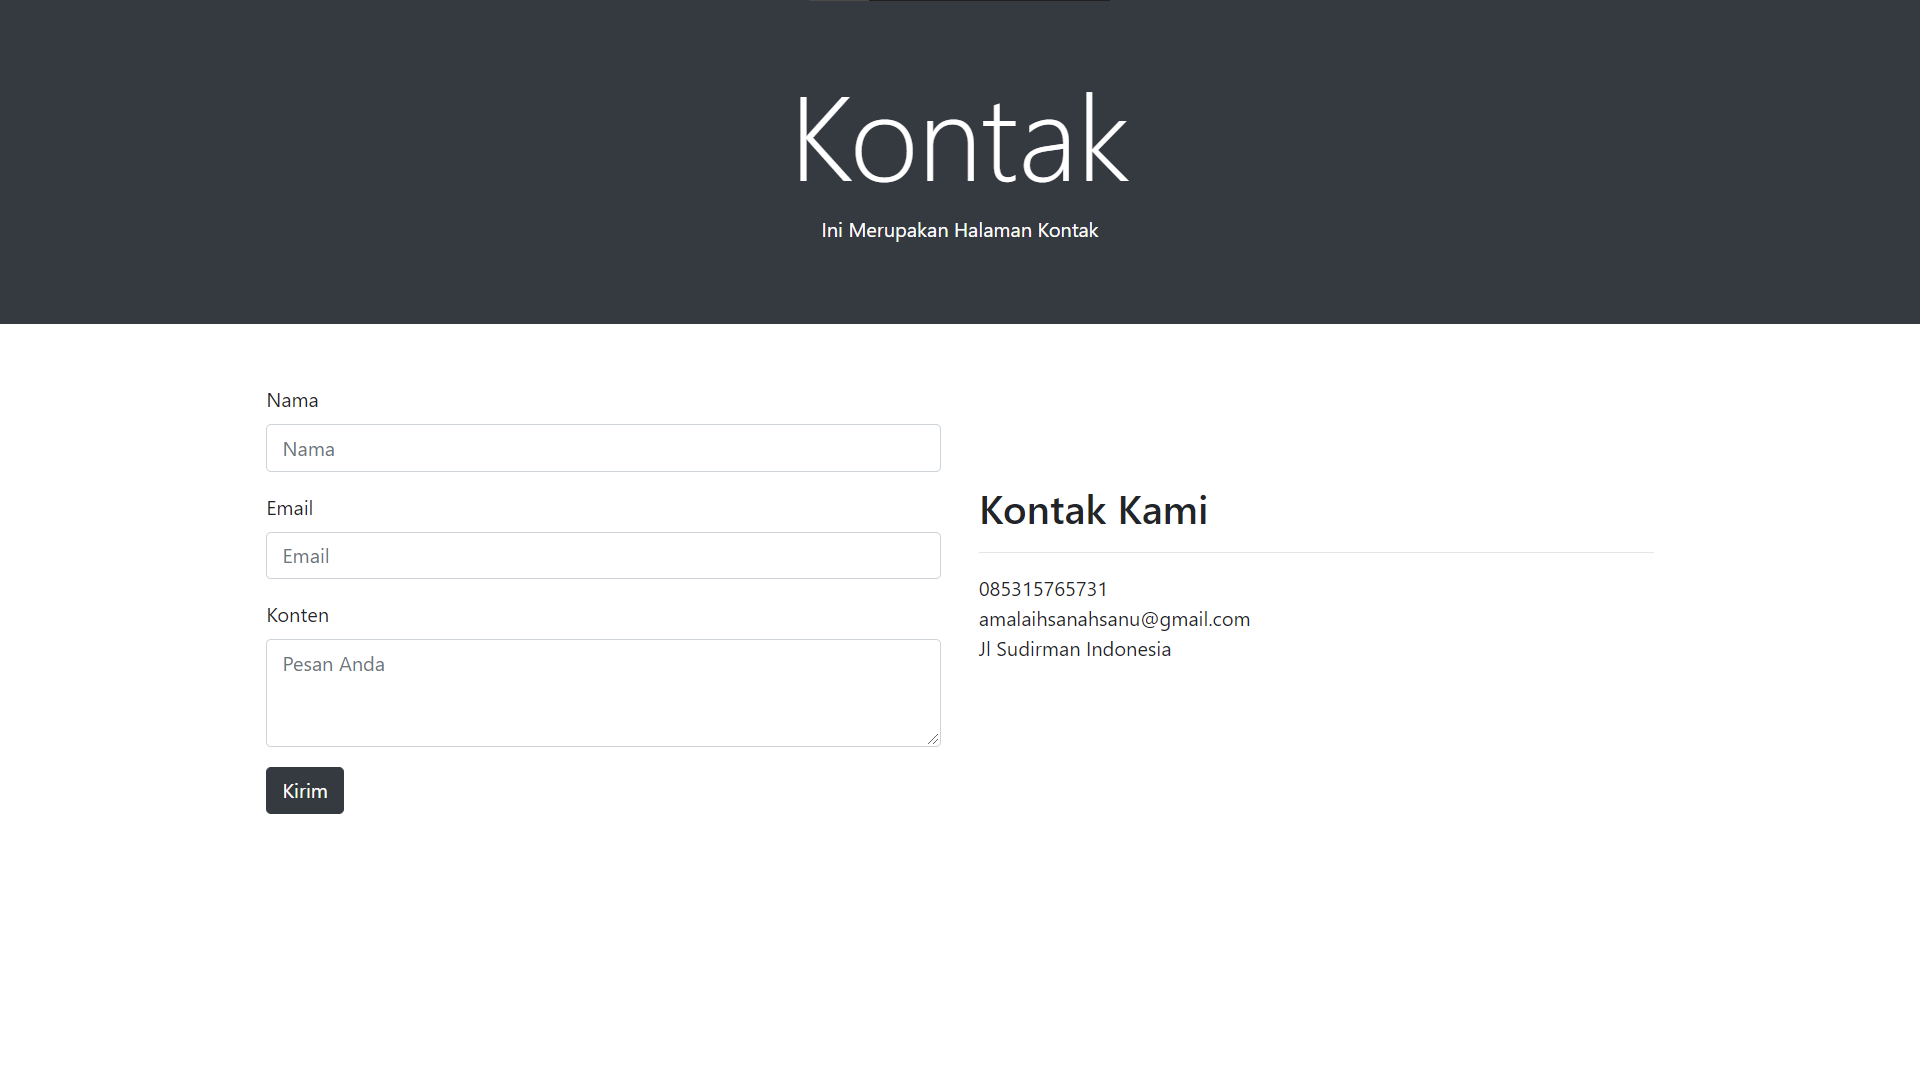 Kontak
Ini Merupakan Halaman Kontak
Nama
Nama
Email
Email
Konten
Pesan Anda
Kirim
Kontak Kami
085315765731
amalaihsanahsanu@gmail.com
Jl Sudirman Indonesia